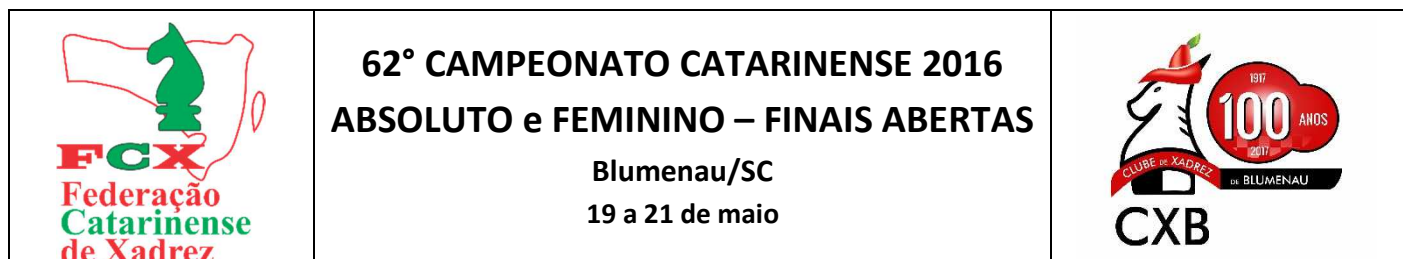 FCX
Federação
Catarinense
de Xadrez
62° CAMPEONATO CATARINENSE 2016
ABSOLUTO e FEMININO – FINAIS ABERTAS
Blumenau/SC
19 a 21 de maio
1917
100 ANOS
2017
CLUBE DE XADREZ
DE BLUMENAU
CXB